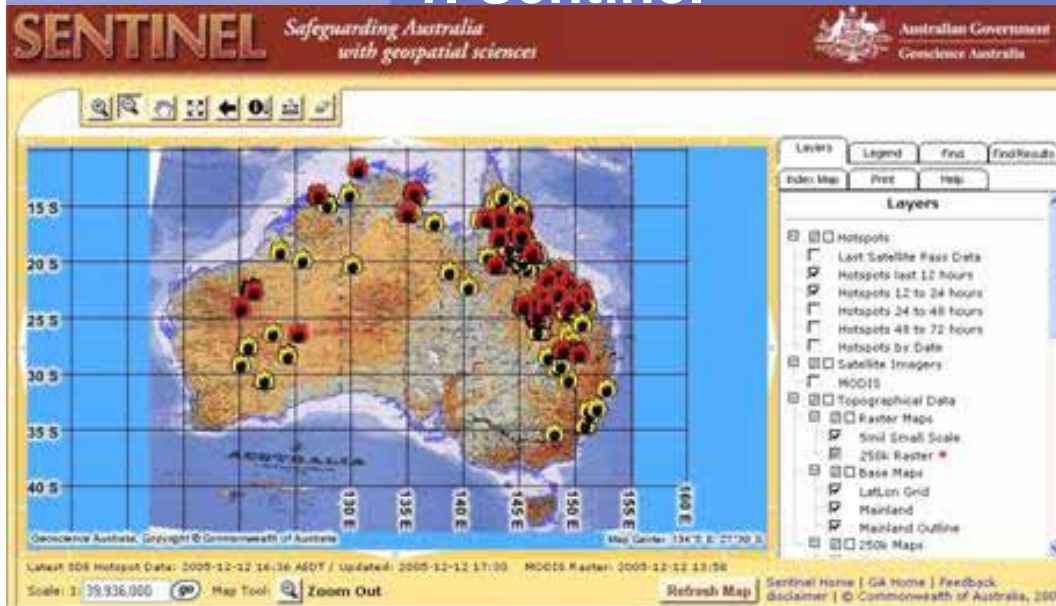 SENTINEL
Safeguarding Australia
with geospatial sciences
Australian Government
Geoscience Australia
Layers
Legend
Find
Find Results
Index Map
Print
Help
Layers
Hotspots
Last Satellite Pass Data
Hotspots last 12 hours
Hotspots 12 to 24 hours
Hotspots 24 to 48 hours
Hotspots 48 to 72 hours
Hotspots by Date
Satellite Imagery
MODIS
Topographical Data
Raster Maps
5mil Small Scale
250k Raster *
Base Maps
LatLon Grid
Mainland
Mainland Outline
250k Maps
15 S
20 S
25 S
30 S
35 S
40 S
AUSTRALIA
130 E
135 E
140 E
145 E
150 E
155 E
160 E
Geoscience Australia. Copyright © Commonwealth of Australia
Map Center:
Latest SDS Hotspot Data: 2005-12-12 16:36 AEDT / Updated: 2005-12-12 17:00 MODIS Raster: 2005-12-12 13:58
Scale: 1: 39,936,000 go Map Tool: Zoom Out
Refresh Map
Sentinel Home | GA Home | Feedback
disclaimer | © Commonwealth of Australia, 200